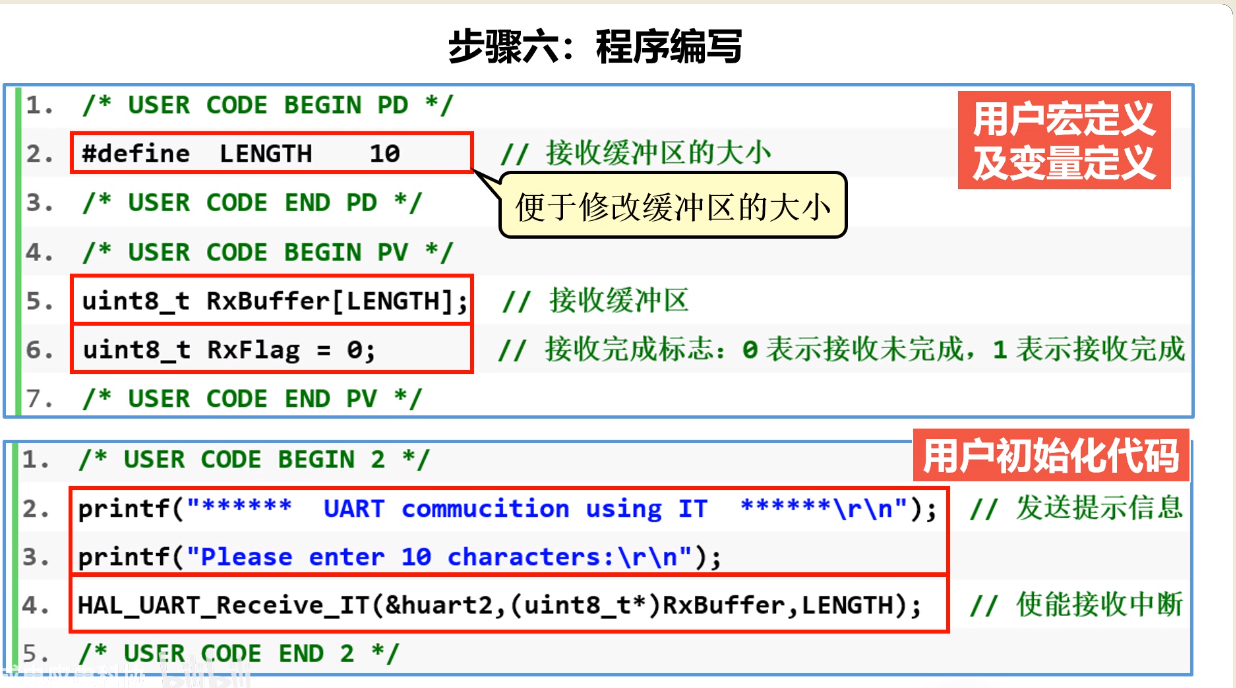 步骤六：程序编写
1. /* USER CODE BEGIN PD */
用户宏定义
及变量定义
2. #define LENGTH 10 // 接收缓冲区的大小
便于修改缓冲区的大小
3. /* USER CODE END PD */
4. /* USER CODE BEGIN PV */
5. uint8_t RxBuffer[LENGTH]; // 接收缓冲区
6. uint8_t RxFlag = 0; // 接收完成标志：0 表示接收未完成，1 表示接收完成
7. /* USER CODE END PV */
用户初始化代码
1. /* USER CODE BEGIN 2 */
2. printf("****** UART commucition using IT ******\r\n"); // 发送提示信息
3. printf("Please enter 10 characters:\r\n");
4. HAL_UART_Receive_IT(&huart2,(uint8_t*)RxBuffer,LENGTH); // 使能接收中断
5. /* USER CODE END 2 */